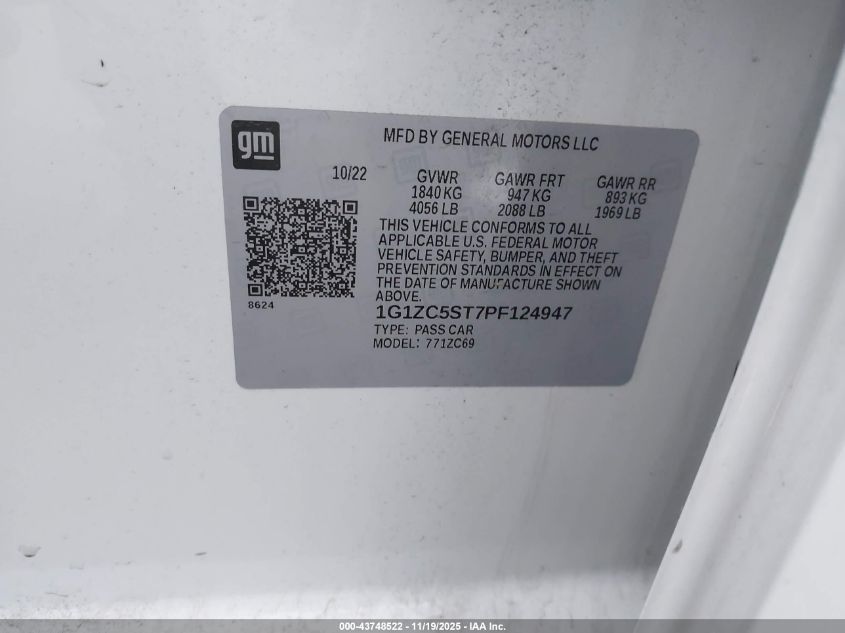 gm
MFD BY GENERAL MOTORS LLC
10/22
GVWR GAWR FRT GAWR RR
1840 KG 947 KG 893 KG
4056 LB 2088 LB 1969 LB
THIS VEHICLE CONFORMS TO ALL
APPLICABLE U.S. FEDERAL MOTOR
VEHICLE SAFETY, BUMPER, AND THEFT
PREVENTION STANDARDS IN EFFECT ON
THE DATE OF MANUFACTURE SHOWN
ABOVE.
8624
1G1ZC5ST7PF124947
TYPE: PASS CAR
MODEL: 771ZC69
000-43748522 - 11/19/2025 - IAA Inc.